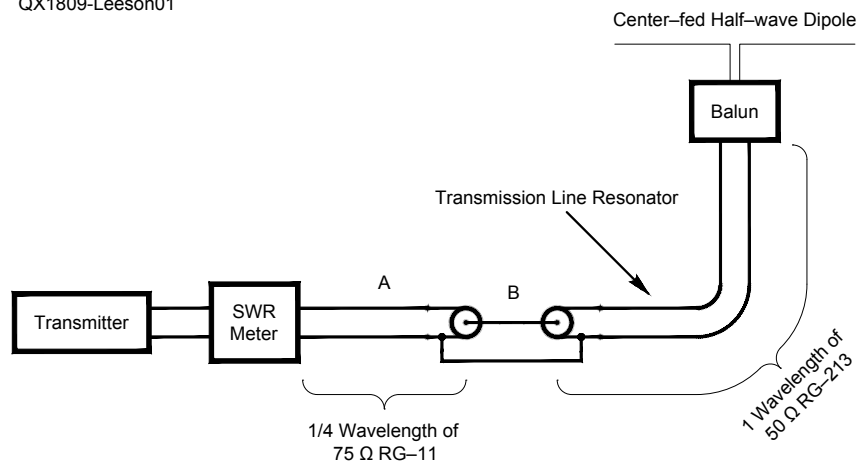 QX1809-Leeson01
Center–fed Half–wave Dipole
Balun
Transmission Line Resonator
A
B
Transmitter
SWR
Meter
1/4 Wavelength of
75 Ω RG–11
1 Wavelength of
50 Ω RG–213